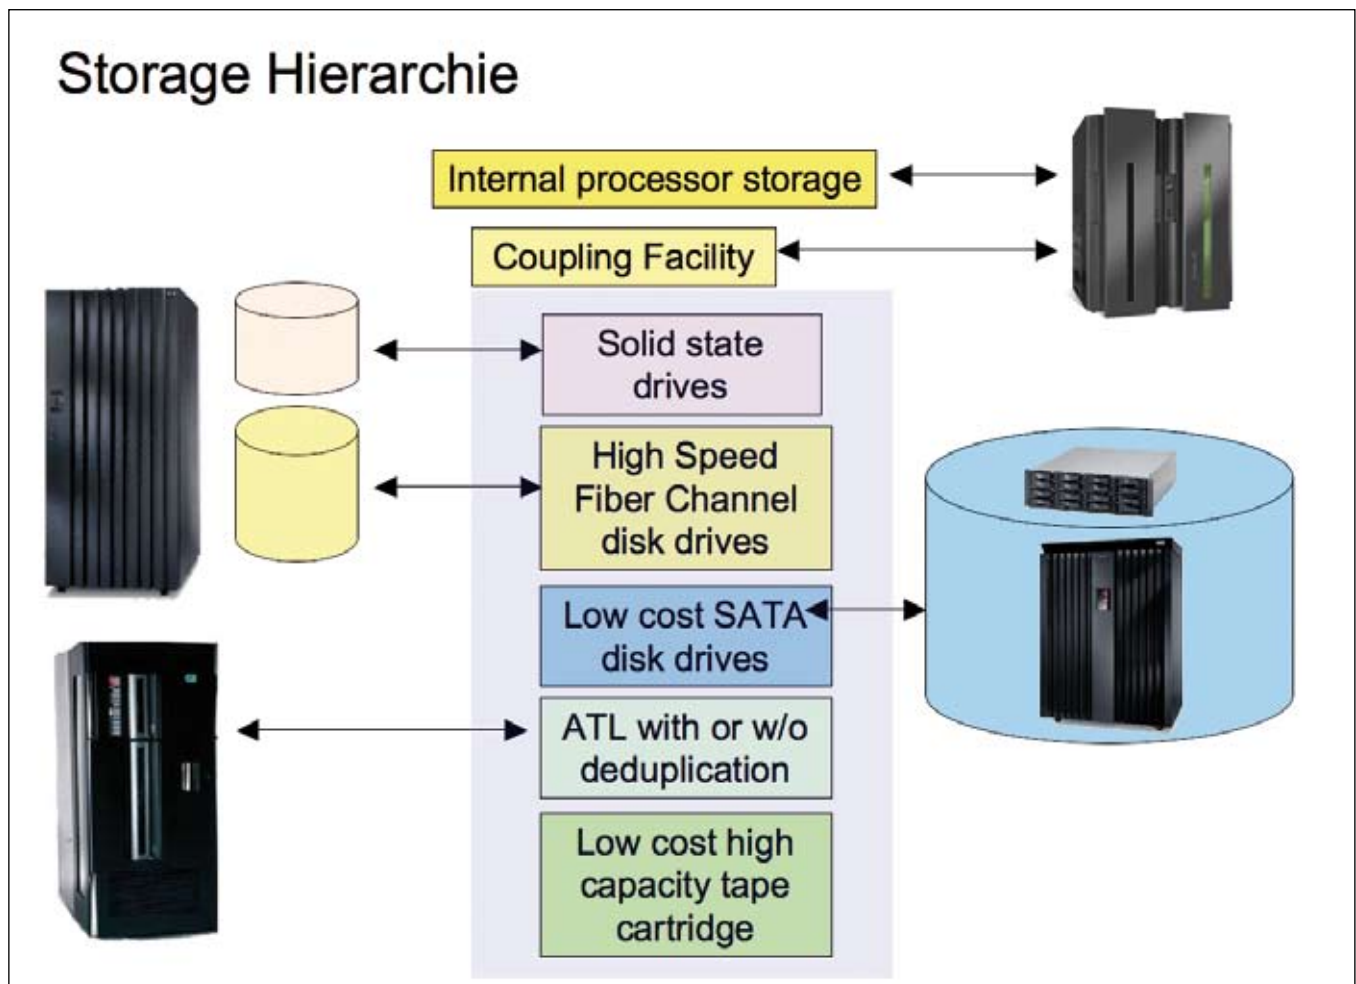 Storage Hierarchie
Internal processor storage
Coupling Facility
Solid state
drives
High Speed
Fiber Channel
disk drives
Low cost SATA
disk drives
ATL with or w/o
deduplication
Low cost high
capacity tape
cartridge